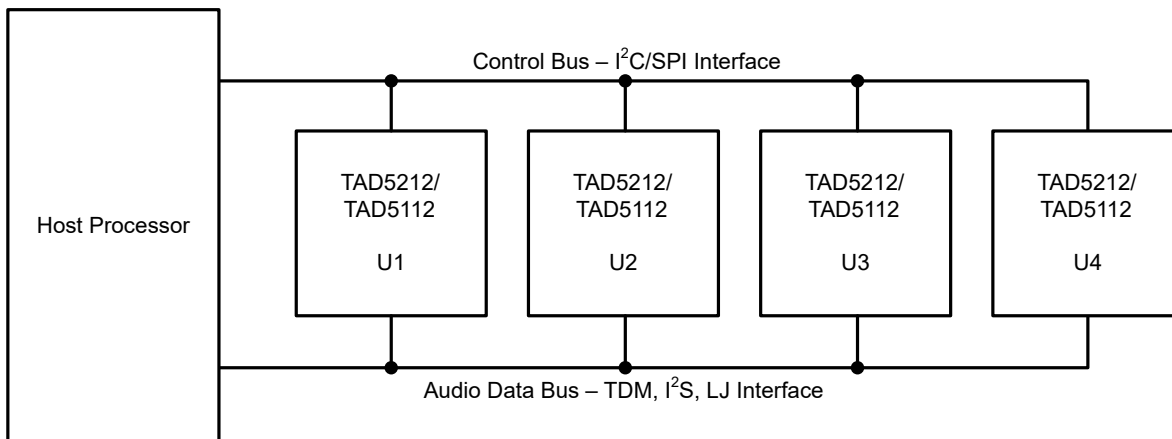 Control Bus – I²C/SPI Interface
Host Processor
TAD5212/
TAD5112
U1
TAD5212/
TAD5112
U2
TAD5212/
TAD5112
U3
TAD5212/
TAD5112
U4
Audio Data Bus – TDM, I²S, LJ Interface